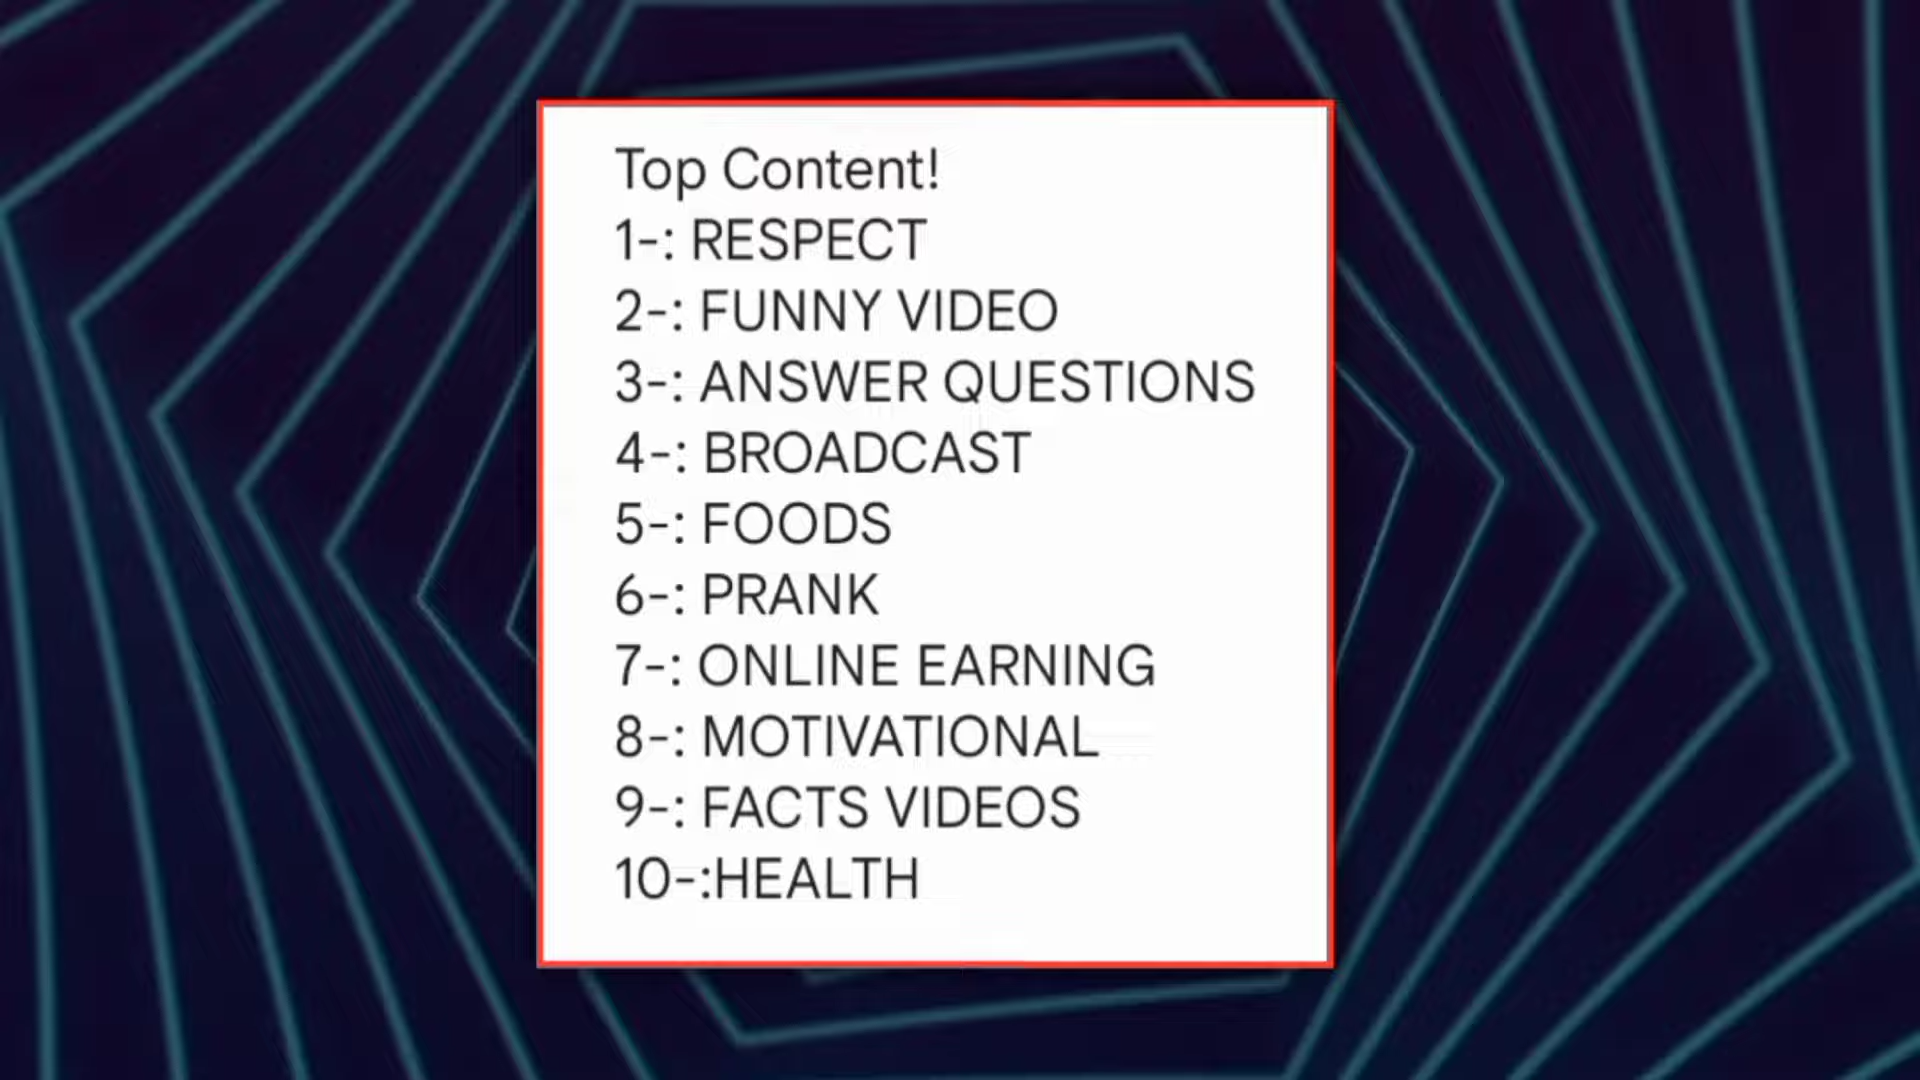 Top Content!
1-: RESPECT
2-: FUNNY VIDEO
3-: ANSWER QUESTIONS
4-: BROADCAST
5-: FOODS
6-: PRANK
7-: ONLINE EARNING
8-: MOTIVATIONAL
9-: FACTS VIDEOS
10-:HEALTH